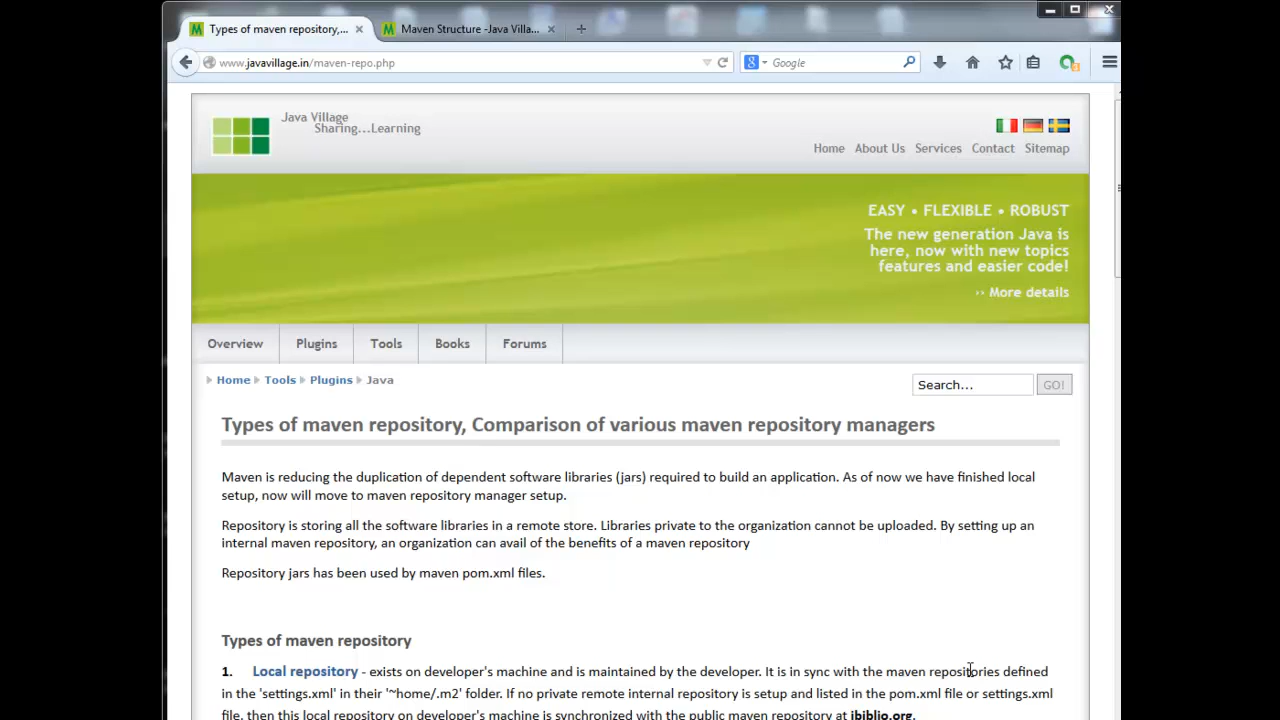 Types of maven repository,...
Maven Structure -Java Villa...
www.javavillage.in/maven-repo.php
Google
Java Village
Sharing...Learning
Home About Us Services Contact Sitemap
EASY • FLEXIBLE • ROBUST
The new generation Java is
here, now with new topics
features and easier code!
›› More details
Overview Plugins Tools Books Forums
Home Tools Plugins Java
Search... GO!
Types of maven repository, Comparison of various maven repository managers
Maven is reducing the duplication of dependent software libraries (jars) required to build an application. As of now we have finished local
setup, now will move to maven repository manager setup.
Repository is storing all the software libraries in a remote store. Libraries private to the organization cannot be uploaded. By setting up an
internal maven repository, an organization can avail of the benefits of a maven repository
Repository jars has been used by maven pom.xml files.
Types of maven repository
1. Local repository - exists on developer's machine and is maintained by the developer. It is in sync with the maven repositories defined
in the 'settings.xml' in their '~home/.m2' folder. If no private remote internal repository is setup and listed in the pom.xml file or settings.xml
file, then this local repository on developer's machine is synchronized with the public maven repository at ibiblio.org.